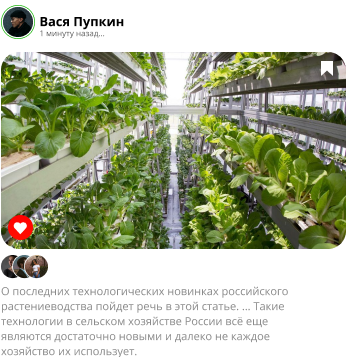 Вася Пупкин
1 минуту назад...
О последних технологических новинках российского
растениеводства пойдет речь в этой статье. ... Такие
технологии в сельском хозяйстве России всё еще
являются достаточно новыми и далеко не каждое
хозяйство их использует.